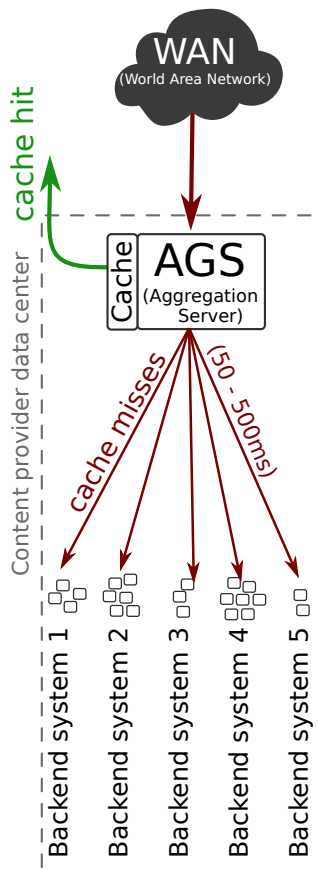 WAN
(World Area Network)
cache hit
Content provider data center
Cache
AGS
(Aggregation
Server)
cache misses
(50 - 500ms)
Backend system 1
Backend system 2
Backend system 3
Backend system 4
Backend system 5